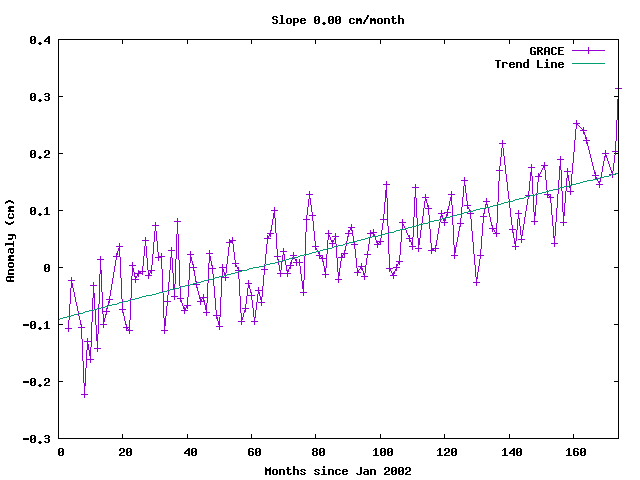 Slope 0.00 cm/month
GRACE
Trend Line
0.4
0.3
0.2
0.1
0
-0.1
-0.2
-0.3
Anomaly (cm)
0 20 40 60 80 100 120 140 160
Months since Jan 2002